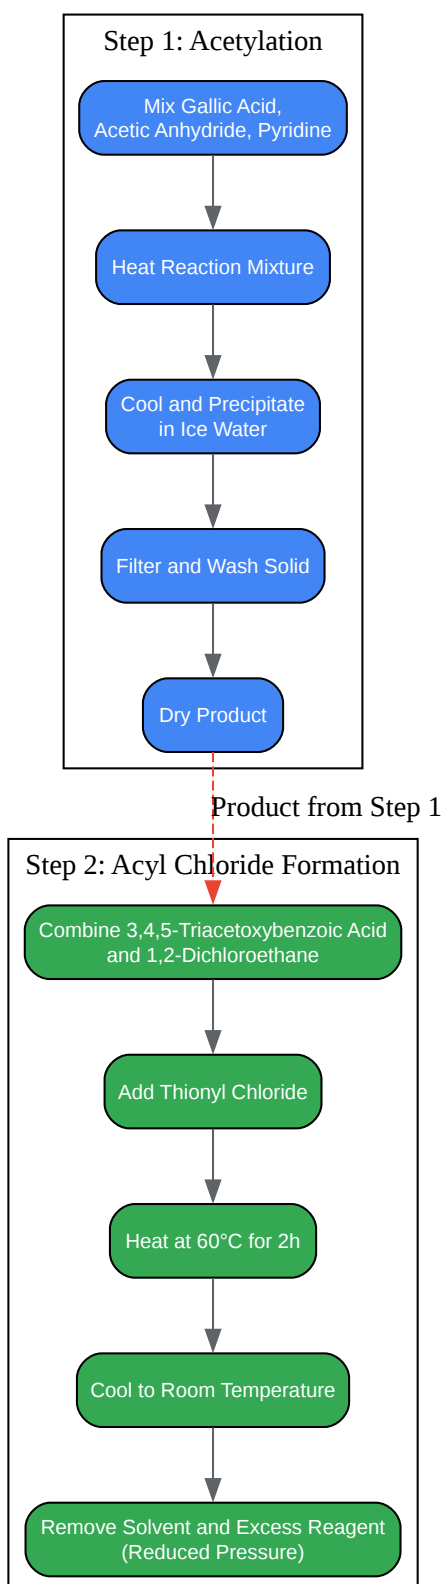 Step 1: Acetylation
Mix Gallic Acid,
Acetic Anhydride, Pyridine
Heat Reaction Mixture
Cool and Precipitate
in Ice Water
Filter and Wash Solid
Dry Product
Product from Step 1
Step 2: Acyl Chloride Formation
Combine 3,4,5-Triacetoxybenzoic Acid
and 1,2-Dichloroethane
Add Thionyl Chloride
Heat at 60°C for 2h
Cool to Room Temperature
Remove Solvent and Excess Reagent
(Reduced Pressure)